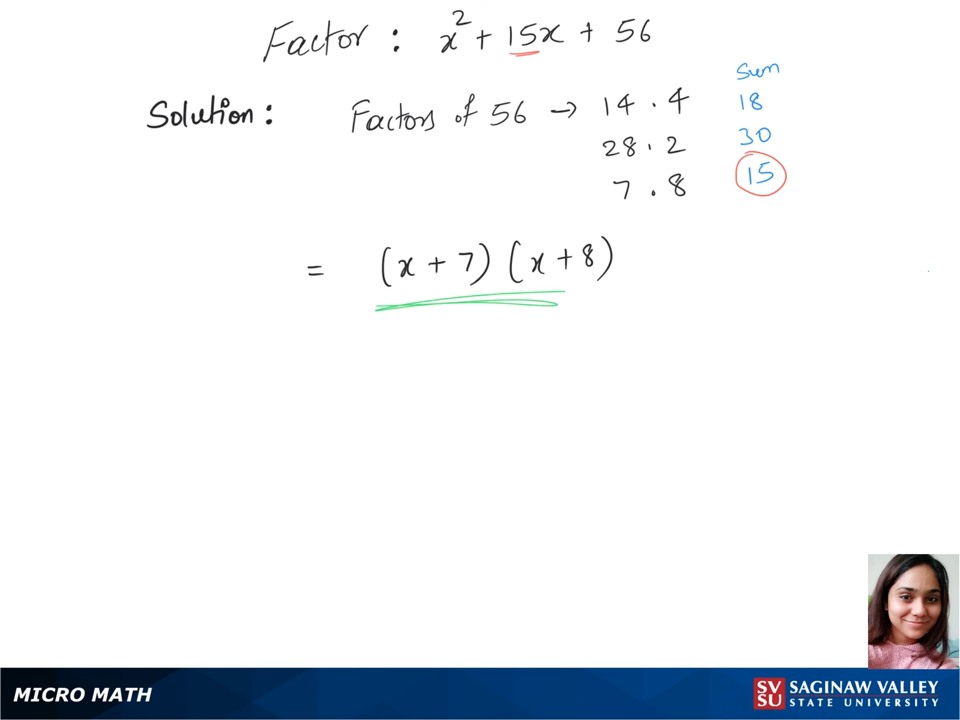 Factor : x² + 15x + 56
Sum
Solution : Factors of 56 → 14 . 4 18
28 . 2 30
7 . 8 15
= (x + 7) (x + 8)
MICRO MATH
SV SU SAGINAW VALLEY
STATE UNIVERSITY